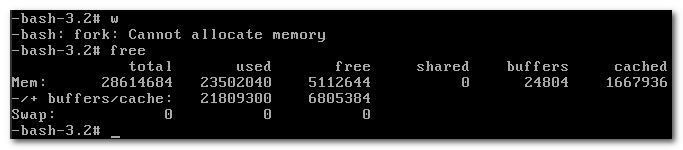 -bash-3.2# w
-bash: fork: Cannot allocate memory
-bash-3.2# free
             total       used       free     shared    buffers     cached
Mem:      28614684   23502040    5112644          0      24804    1667936
-/+ buffers/cache:   21809300    6805384
Swap:            0          0          0
-bash-3.2# _